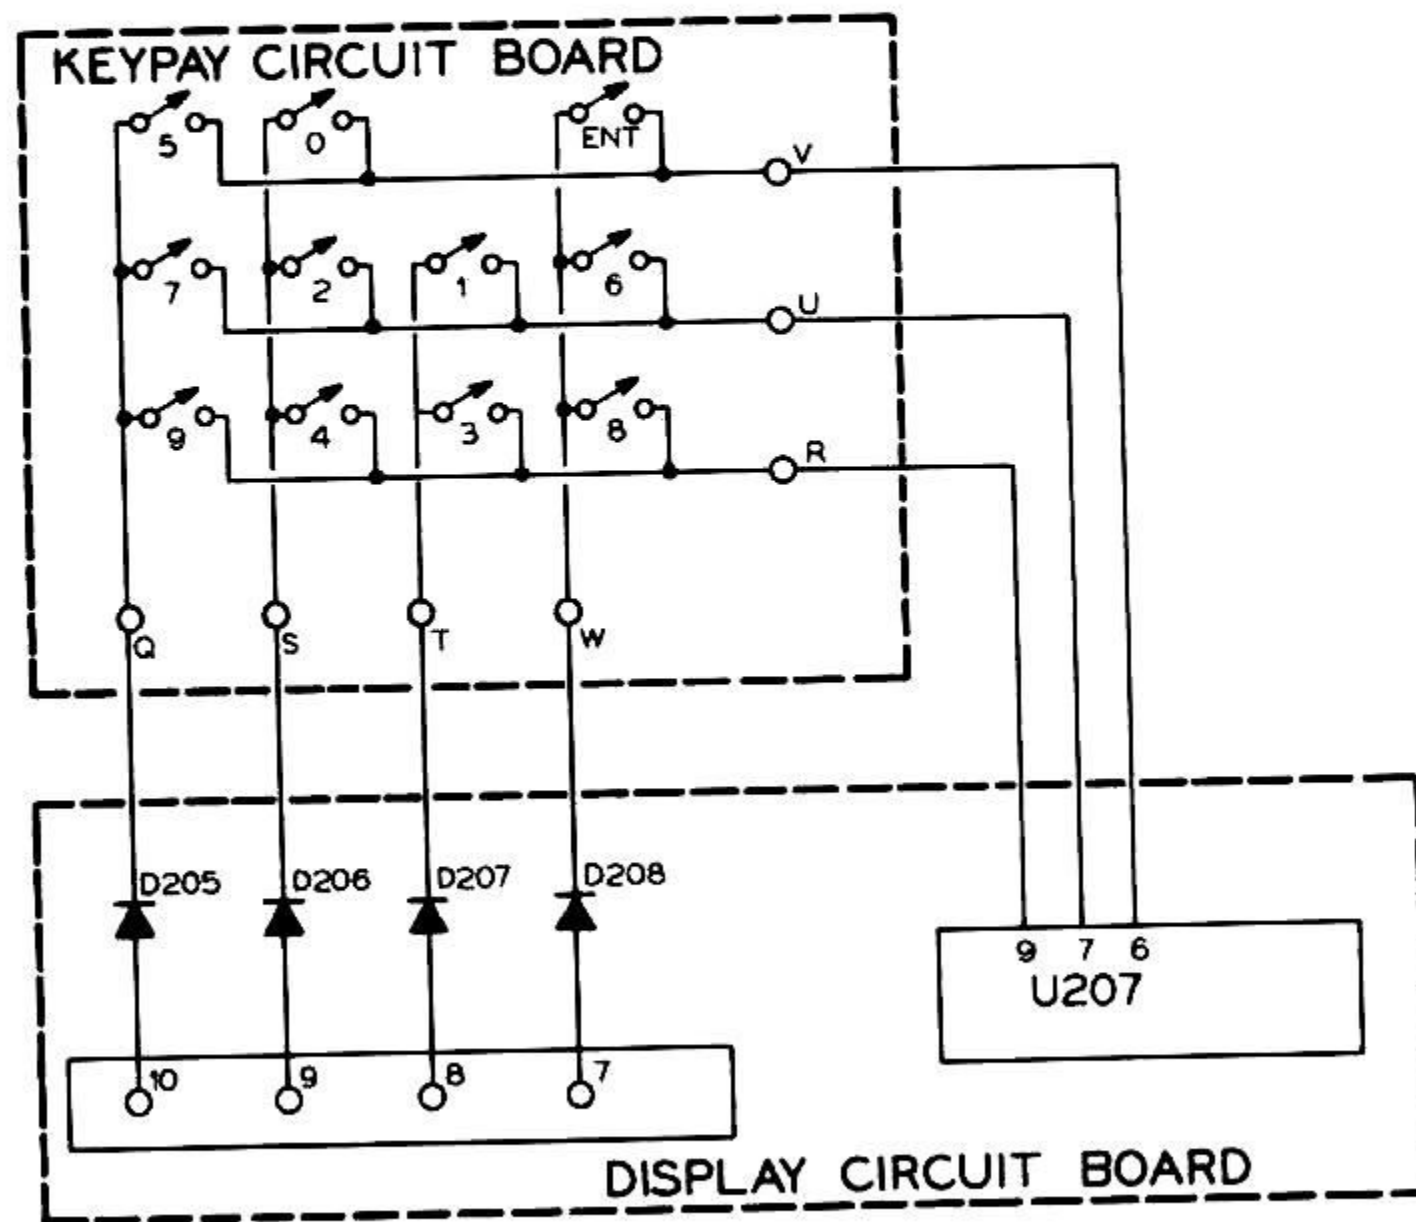 KEYPAY CIRCUIT BOARD
5 0 ENT V
7 2 1 6 U
9 4 3 8 R
Q S T W
D205 D206 D207 D208
9 7 6
U207
10 9 8 7
DISPLAY CIRCUIT BOARD